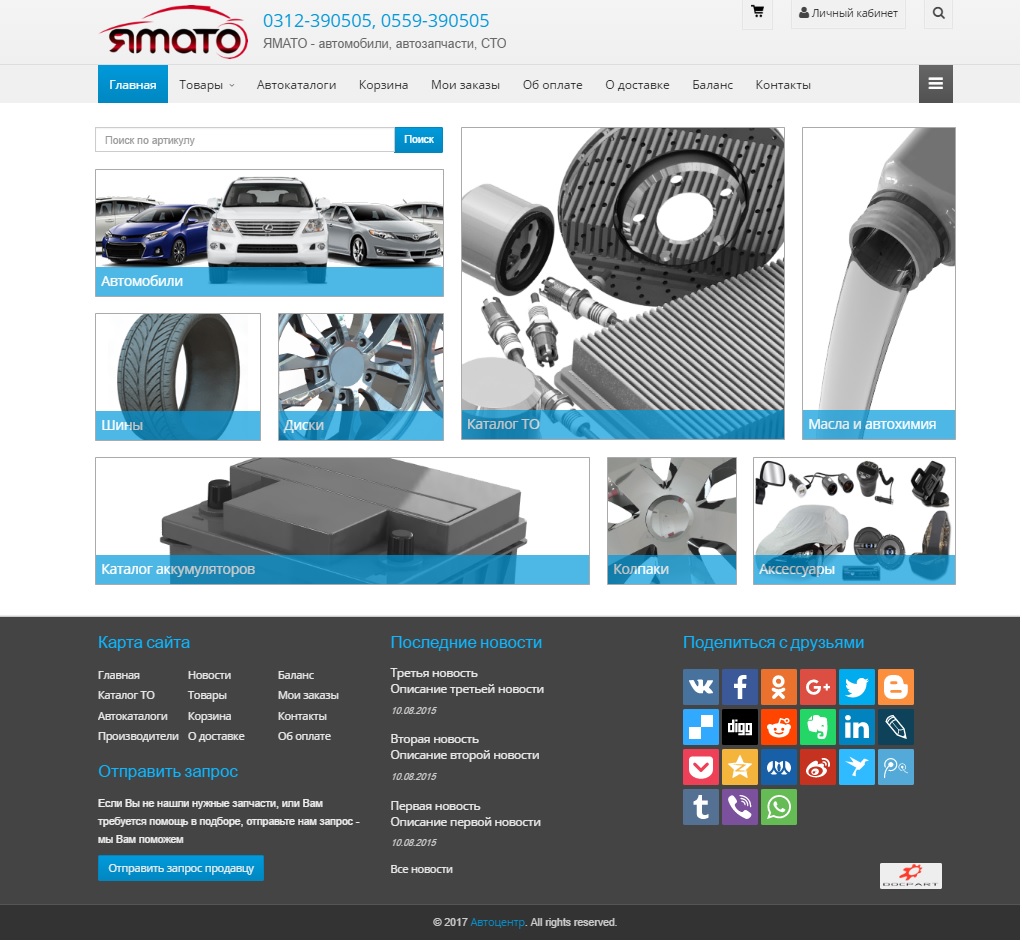 ЯМАТО
0312-390505, 0559-390505
ЯМАТО - автомобили, автозапчасти, СТО
Личный кабинет
Главная Товары Автокаталоги Корзина Мои заказы Об оплате О доставке Баланс Контакты
Поиск по артикулу Поиск
Автомобили
Шины
Диски
Каталог ТО
Масла и автохимия
Каталог аккумуляторов
Колпаки
Аксессуары
Карта сайта
Главная Новости Баланс
Каталог ТО Товары Мои заказы
Автокаталоги Корзина Контакты
Производители О доставке Об оплате
Отправить запрос
Если Вы не нашли нужные запчасти, или Вам
требуется помощь в подборе, отправьте нам запрос -
мы Вам поможем
Отправить запрос продавцу
Последние новости
Третья новость
Описание третьей новости
10.08.2015
Вторая новость
Описание второй новости
10.08.2015
Первая новость
Описание первой новости
10.08.2015
Все новости
Поделиться с друзьями
digg
DOCPART
© 2017 Автоцентр. All rights reserved.